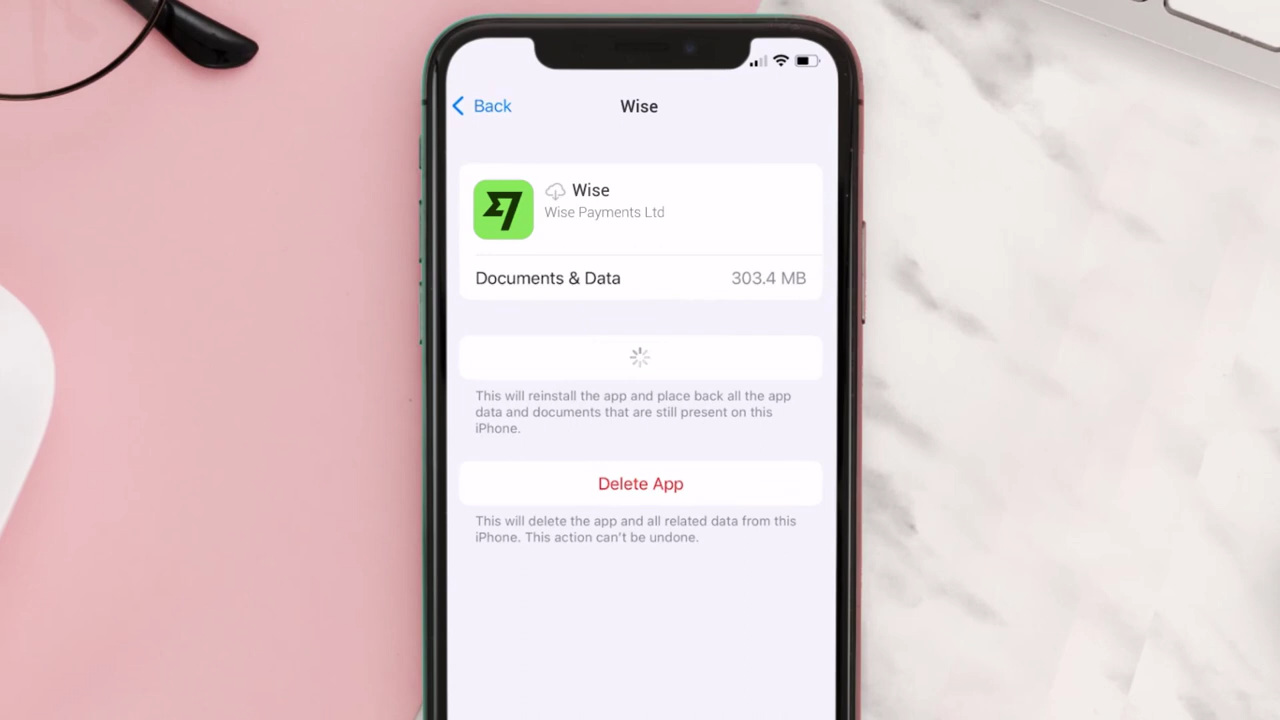 Back
Wise
Wise
Wise Payments Ltd
Documents & Data 303.4 MB
This will reinstall the app and place back all the app
data and documents that are still present on this
iPhone.
Delete App
This will delete the app and all related data from this
iPhone. This action can't be undone.